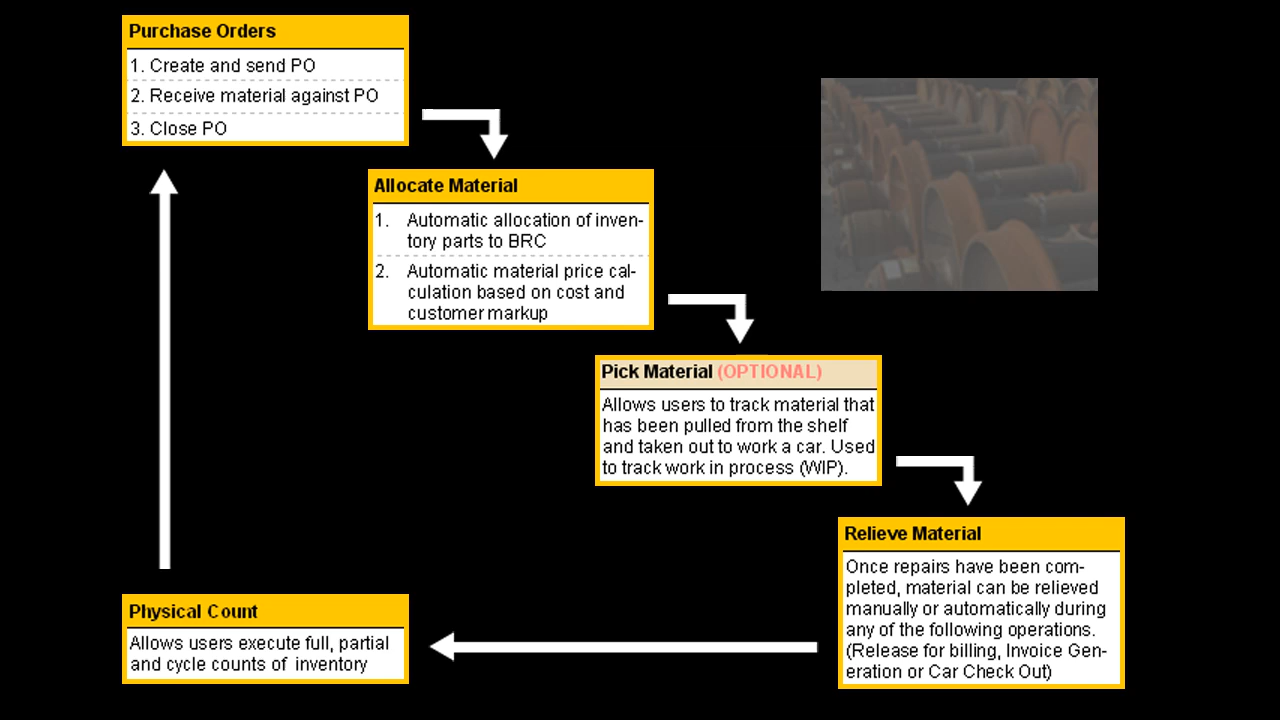 Purchase Orders
1. Create and send PO
2. Receive material against PO
3. Close PO
Allocate Material
1. Automatic allocation of inven-
tory parts to BRC
2. Automatic material price cal-
culation based on cost and
customer markup
Pick Material (OPTIONAL)
Allows users to track material that
has been pulled from the shelf
and taken out to work a car. Used
to track work in process (WIP).
Relieve Material
Once repairs have been com-
pleted, material can be relieved
manually or automatically during
any of the following operations.
(Release for billing, Invoice Gen-
eration or Car Check Out)
Physical Count
Allows users execute full, partial
and cycle counts of inventory